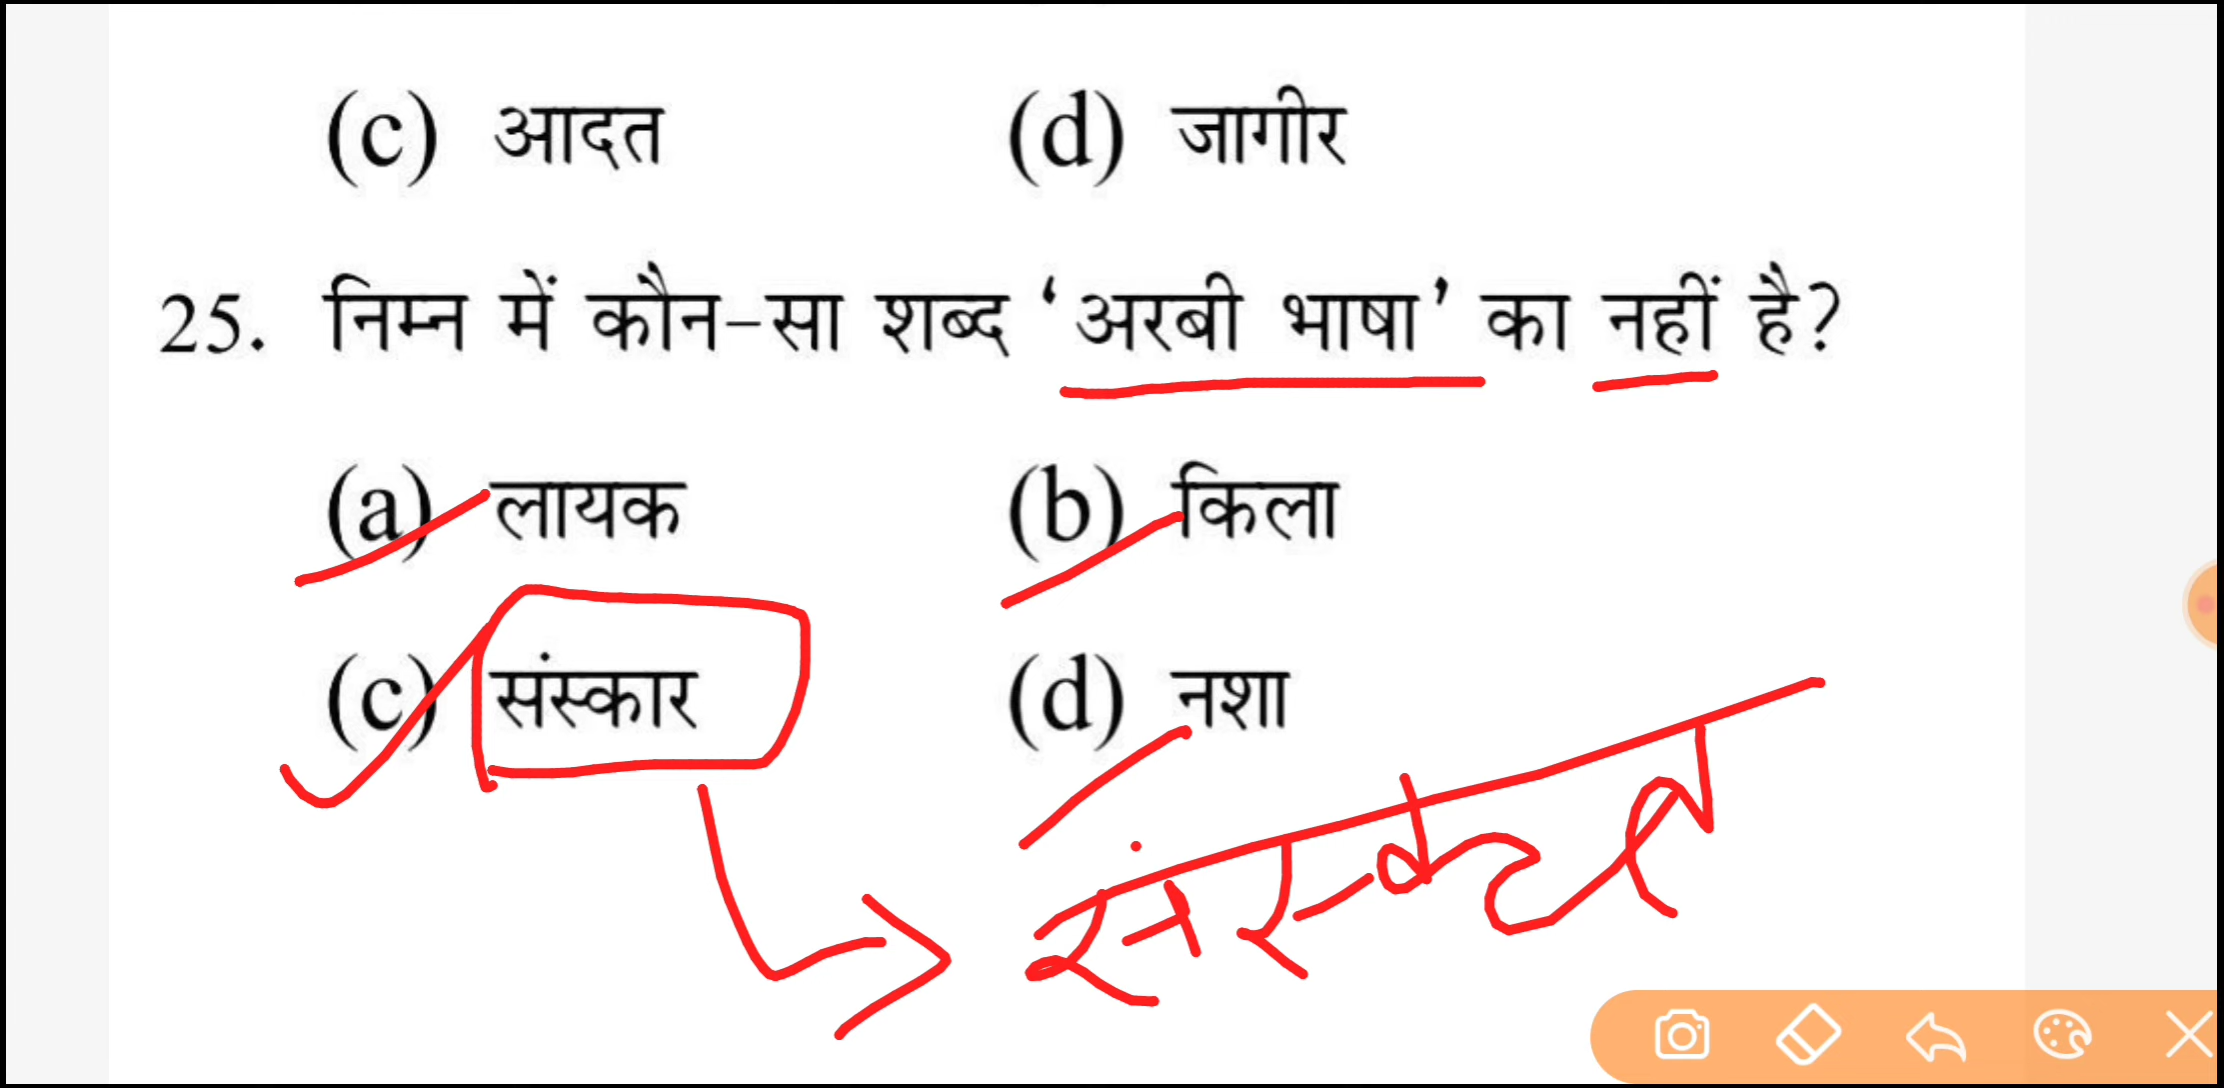 (c) आदत (d) जागीर
25. निम्न में कौन-सा शब्द 'अरबी भाषा' का नहीं है?
(a) लायक (b) किला
(c) संस्कार (d) नशा
संस्कृत